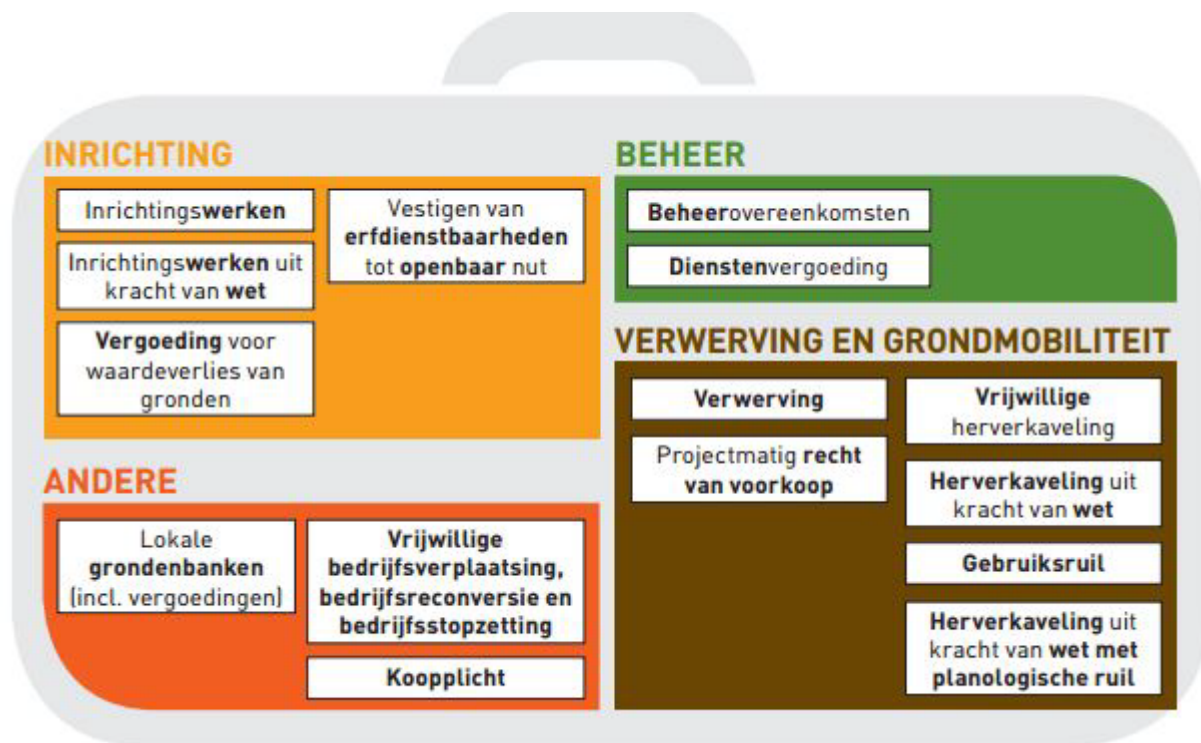 INRICHTING
Inrichtingswerken
Inrichtingswerken uit
kracht van wet
Vergoeding voor
waardeverlies van
gronden
Vestigen van
erfdienstbaarheden
tot openbaar nut
BEHEER
Beheerovereenkomsten
Dienstenvergoeding
ANDERE
Lokale
grondenbanken
(incl. vergoedingen)
Vrijwillige
bedrijfsverplaatsing,
bedrijfsreconversie en
bedrijfsstopzetting
Koopplicht
VERWERVING EN GRONDMOBILITEIT
Verwerving
Projectmatig recht
van voorkoop
Vrijwillige
herverkaveling
Herverkaveling uit
kracht van wet
Gebruiksruil
Herverkaveling uit
kracht van wet met
planologische ruil